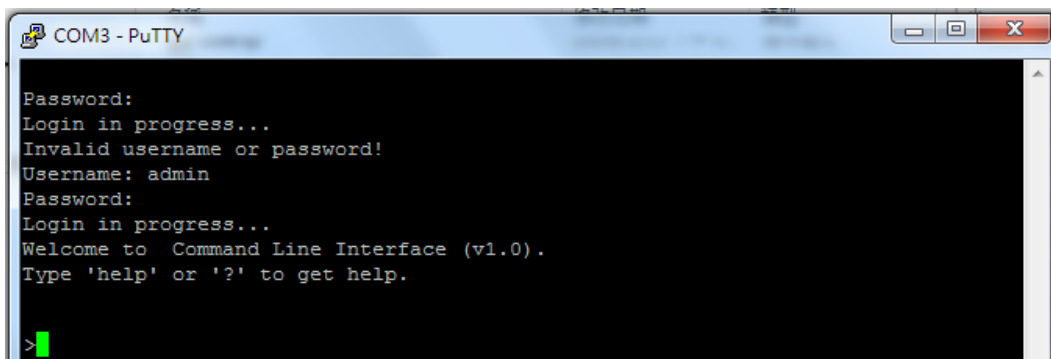 COM3 - PuTTY
Password:
Login in progress...
Invalid username or password!
Username: admin
Password:
Login in progress...
Welcome to  Command Line Interface (v1.0).
Type 'help' or '?' to get help.
>